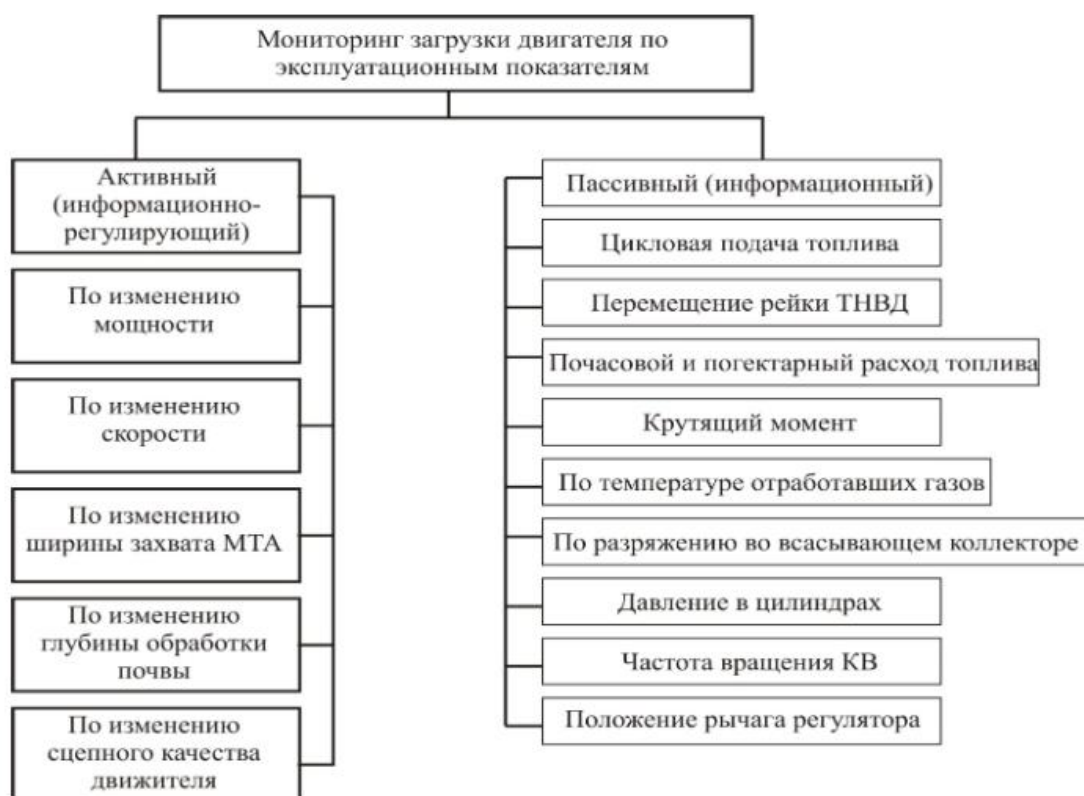 Мониторинг загрузки двигателя по
эксплуатационным показателям
Активный
(информационно-
регулирующий)
По изменению
мощности
По изменению
скорости
По изменению
ширины захвата МТА
По изменению
глубины обработки
почвы
По изменению
сцепного качества
движителя
Пассивный (информационный)
Цикловая подача топлива
Перемещение рейки ТНВД
Почасовой и погектарный расход топлива
Крутящий момент
По температуре отработавших газов
По разряжению во всасывающем коллекторе
Давление в цилиндрах
Частота вращения КВ
Положение рычага регулятора